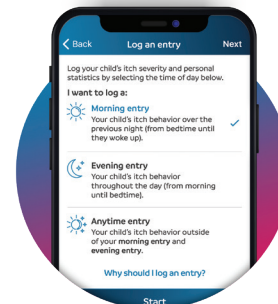 Back Log an entry Next
Log your child's itch severity and personal
statistics by selecting the time of day below.
I want to log a:
Morning entry
Your child's itch behavior over the
previous night (from bedtime until
they woke up).
Evening entry
Your child's itch behavior
throughout the day (from morning
until bedtime).
Anytime entry
Your child's itch behavior outside
of your morning entry and
evening entry.
Why should I log an entry?
Start